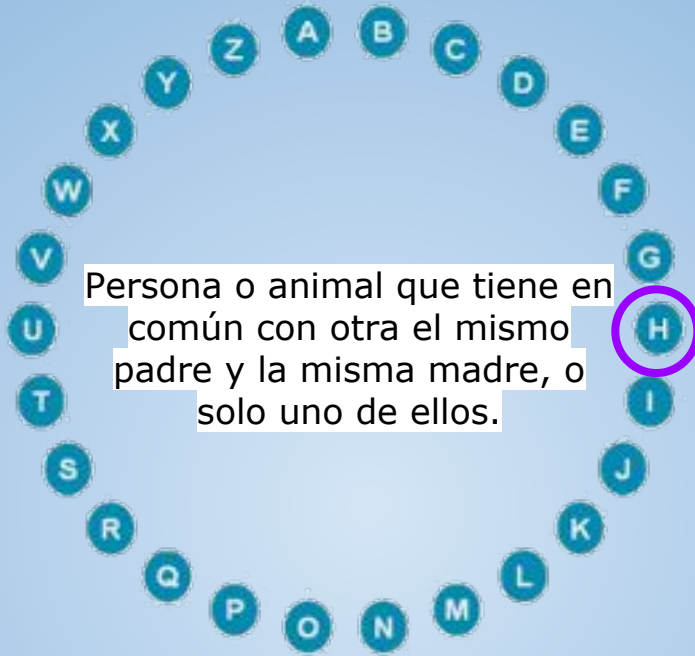 A
B
C
D
E
F
G
H
I
J
K
L
M
N
O
P
Q
R
S
T
U
V
W
X
Y
Z
Persona o animal que tiene en
común con otra el mismo
padre y la misma madre, o
solo uno de ellos.